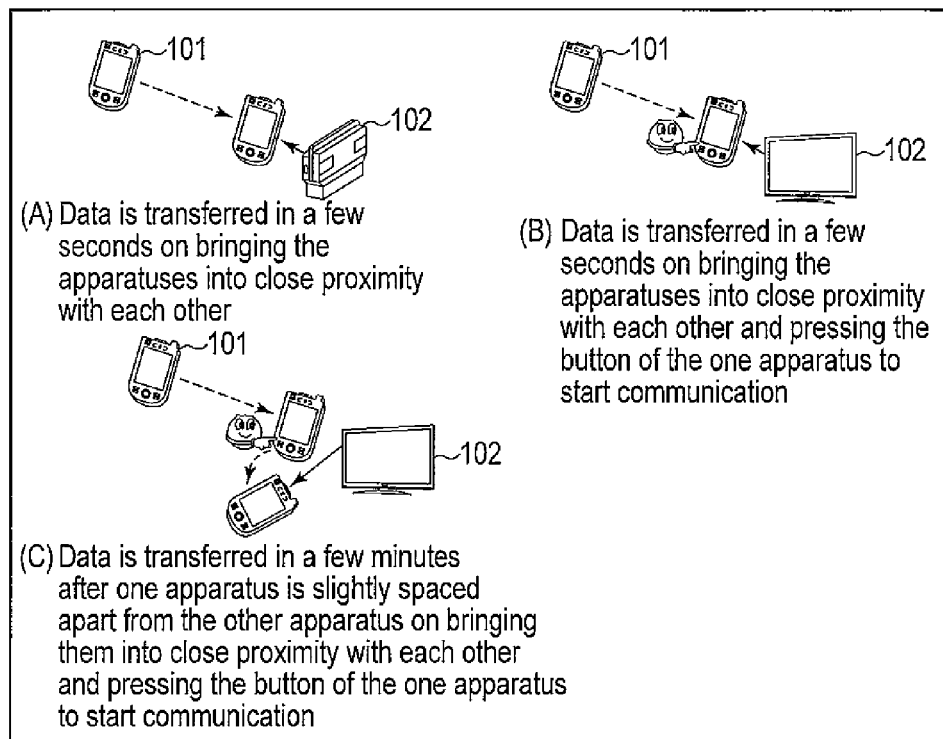 101
102
(A) Data is transferred in a few
seconds on bringing the
apparatuses into close proximity
with each other
101
102
(B) Data is transferred in a few
seconds on bringing the
apparatuses into close proximity
with each other and pressing the
button of the one apparatus to
start communication
101
102
(C) Data is transferred in a few minutes
after one apparatus is slightly spaced
apart from the other apparatus on bringing
them into close proximity with each other
and pressing the button of the one apparatus
to start communication